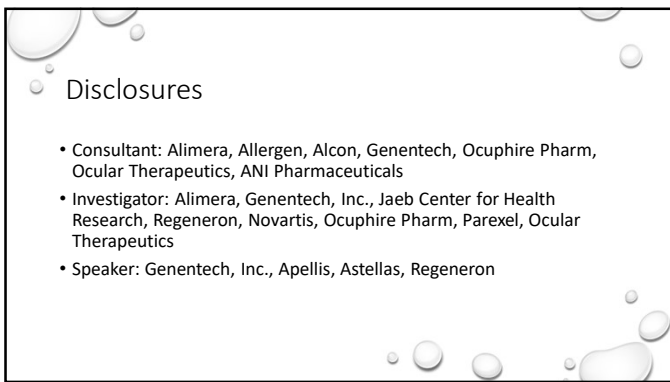 Disclosures
• Consultant: Alimera, Allergen, Alcon, Genentech, Ocuphire Pharm,
Ocular Therapeutics, ANI Pharmaceuticals
• Investigator: Alimera, Genentech, Inc., Jaeb Center for Health
Research, Regeneron, Novartis, Ocuphire Pharm, Parexel, Ocular
Therapeutics
• Speaker: Genentech, Inc., Apellis, Astellas, Regeneron